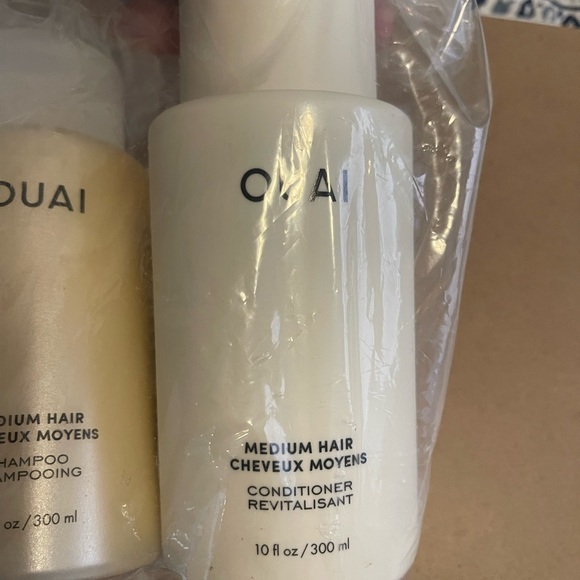 OUAI
DIUM HAIR
EUX MOYENS
HAMPOO
AMPOOING
oz / 300 ml
OUAI
MEDIUM HAIR
CHEVEUX MOYENS
CONDITIONER
REVITALISANT
10 fl oz / 300 ml